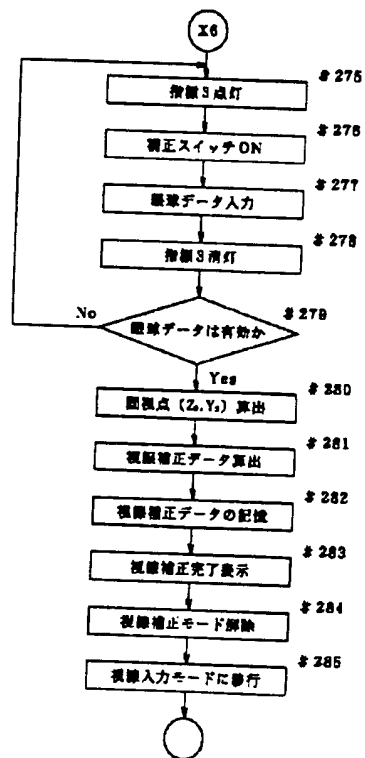 X6
#275
指標3点灯
#276
補正スイッチON
#277
眼球データ入力
#278
指標3消灯
#279
眼球データは有効か
No
Yes
#280
固視点 (Z₃,Y₃) 算出
#281
視線補正データ算出
#282
視線補正データの記憶
#283
視線補正完了表示
#284
視線補正モード解除
#285
視線入力モードに移行